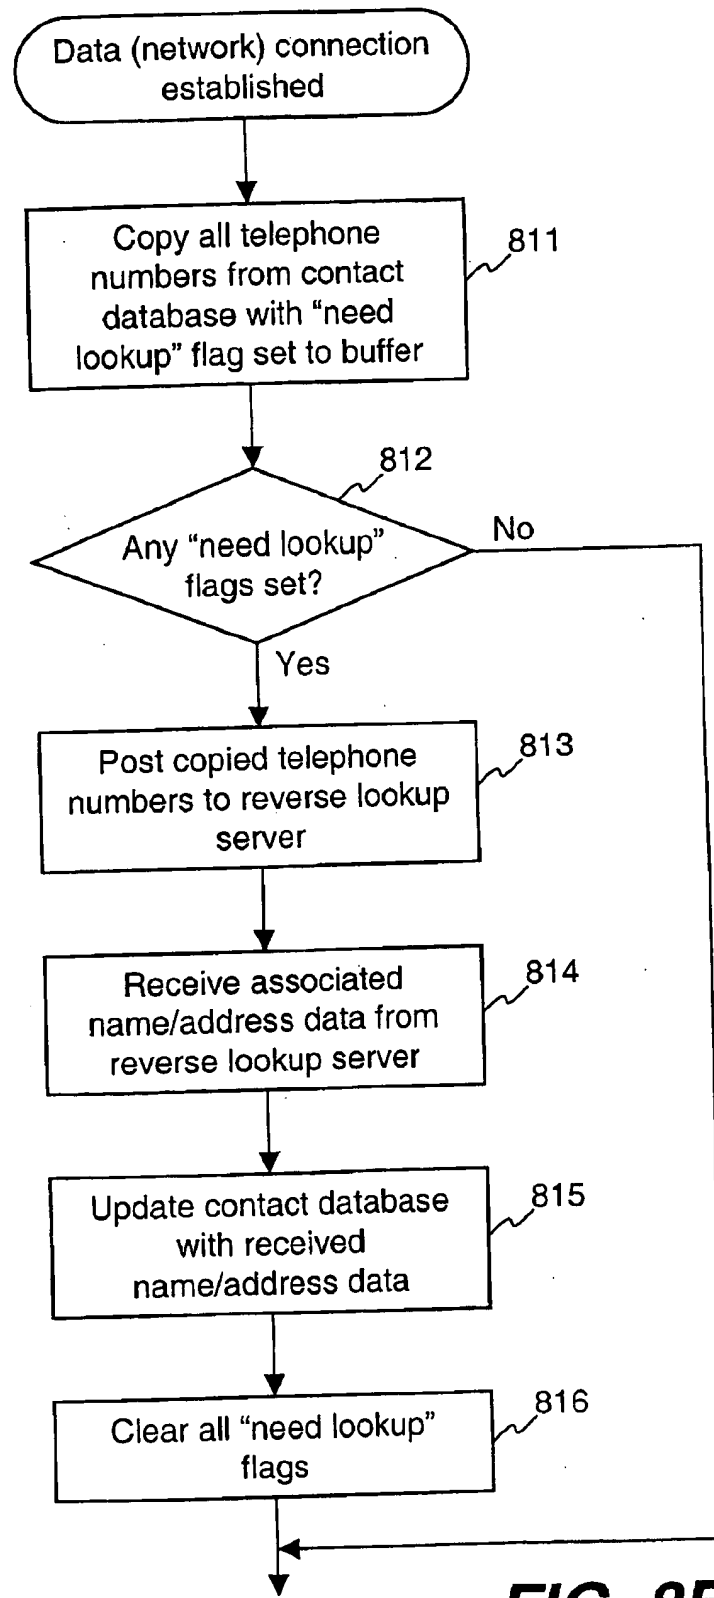 Data (network) connection
established
Copy all telephone
numbers from contact
database with “need
lookup” flag set to buffer
811
812
Any “need lookup”
flags set?
No
Yes
Post copied telephone
numbers to reverse lookup
server
813
Receive associated
name/address data from
reverse lookup server
814
Update contact database
with received
name/address data
815
Clear all “need lookup”
flags
816
FIG.